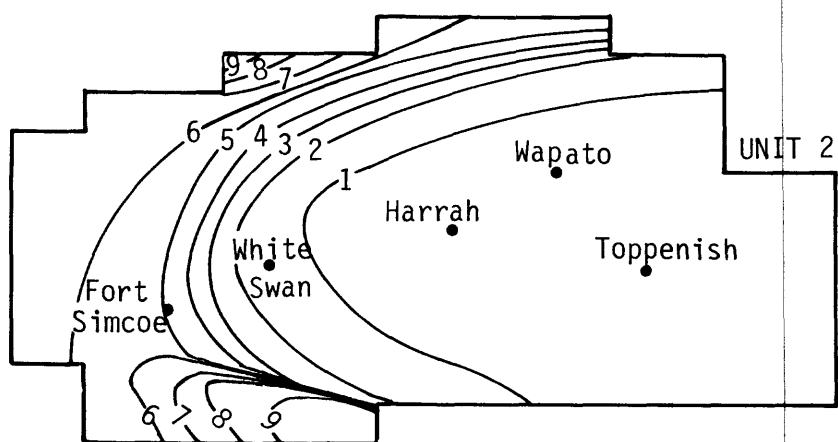 9 8 7
6 5 4 3 2
Wapato
UNIT 2
1
Harrah
White
Swan
Toppenish
Fort
Simcoe
6 7 8 9